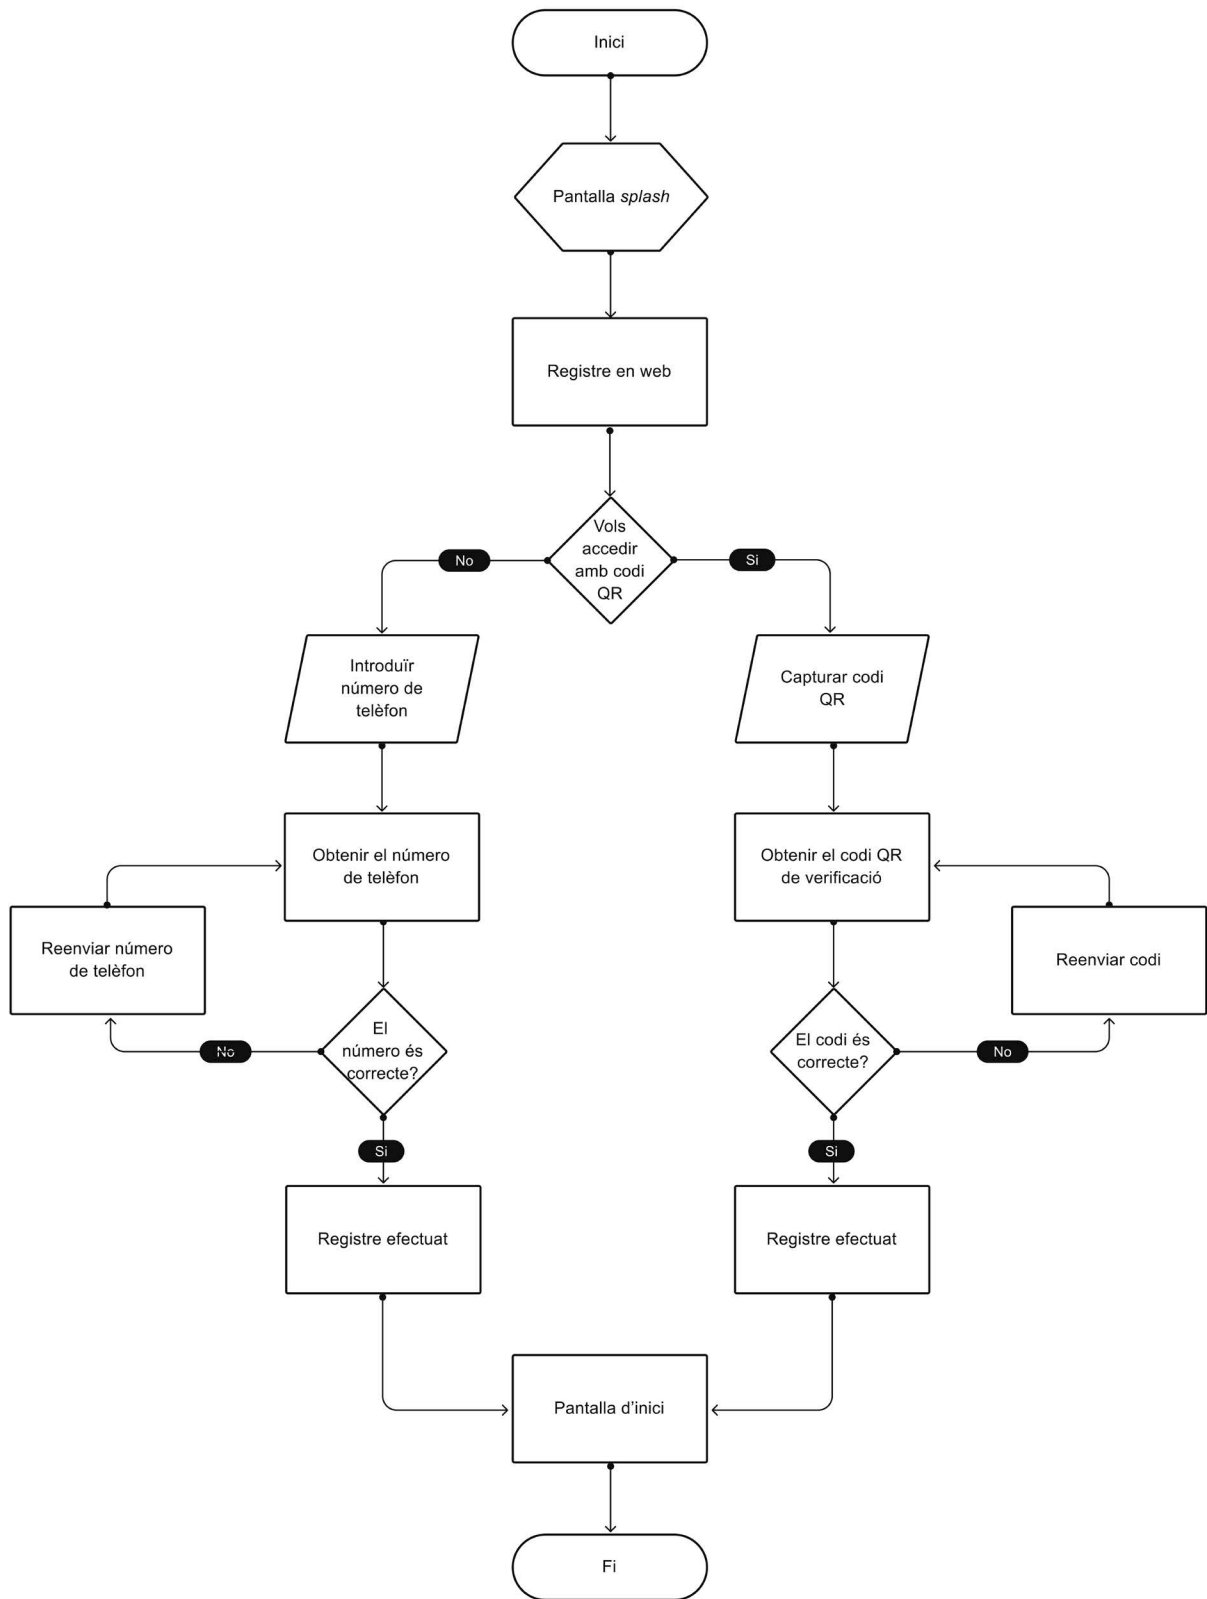 Inici
Pantalla splash
Registre en web
Vols
accedir
amb codi
QR
No
Si
Introduïr
número de
telèfon
Capturar codi
QR
Obtenir el número
de telèfon
Obtenir el codi QR
de verificació
Reenviar número
de telèfon
Reenviar codi
El
número és
correcte?
No
El codi és
correcte?
No
Si
Si
Registre efectuat
Registre efectuat
Pantalla d’inici
Fi